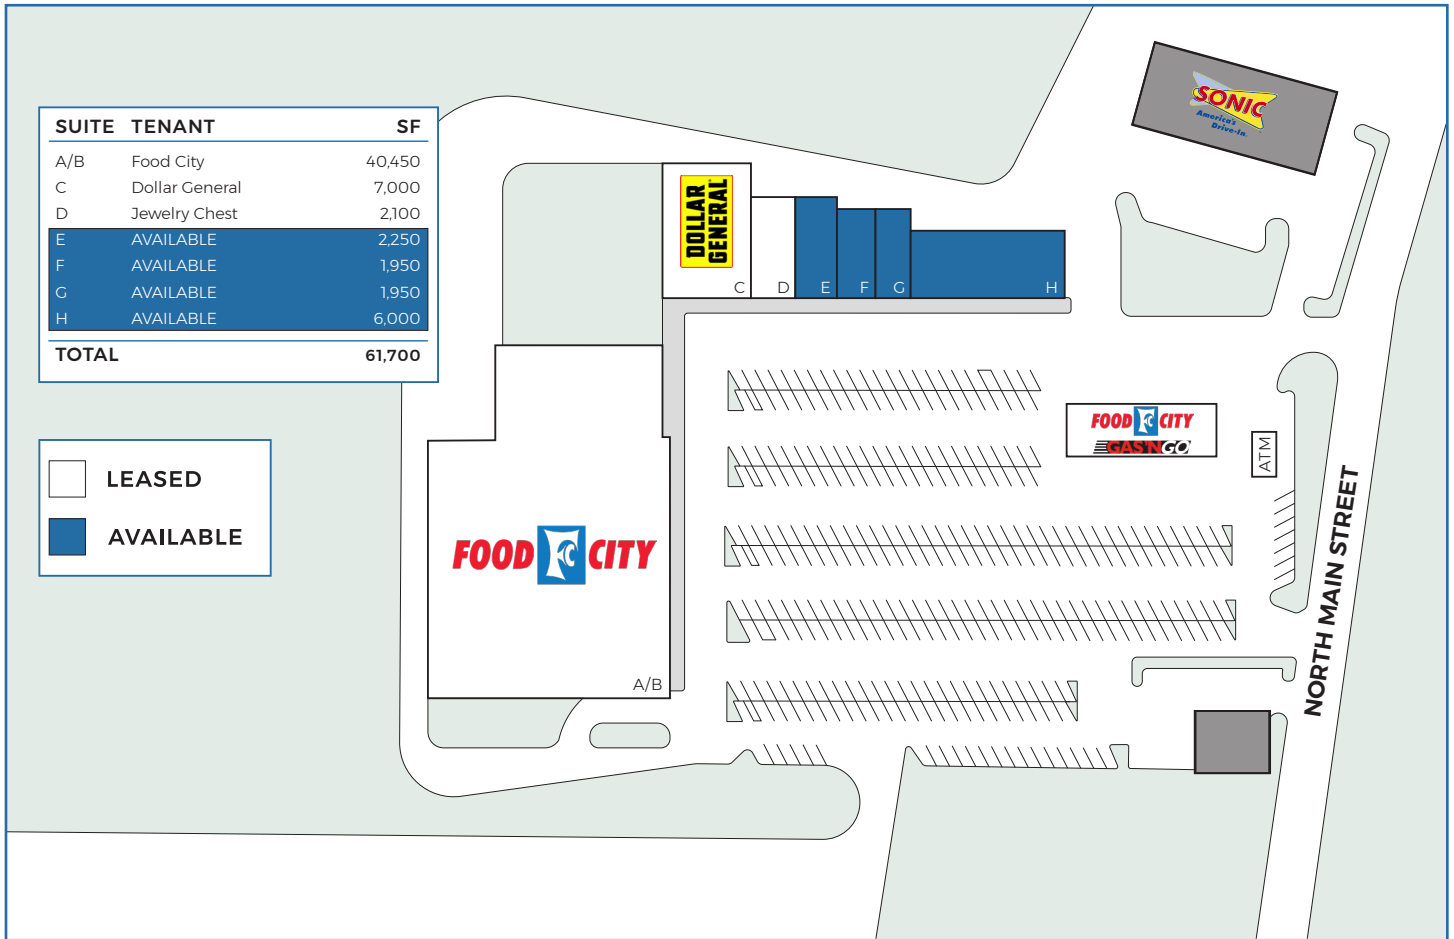 SUITE TENANT SF
A/B Food City 40,450
C Dollar General 7,000
D Jewelry Chest 2,100
E AVAILABLE 2,250
F AVAILABLE 1,950
G AVAILABLE 1,950
H AVAILABLE 6,000
TOTAL 61,700
LEASED
AVAILABLE
SONIC
America's
Drive-In.
DOLLAR
GENERAL
C
D
E
F
G
H
FOOD FC CITY
GAS'N GO
ATM
FOOD FC CITY
A/B
NORTH MAIN STREET